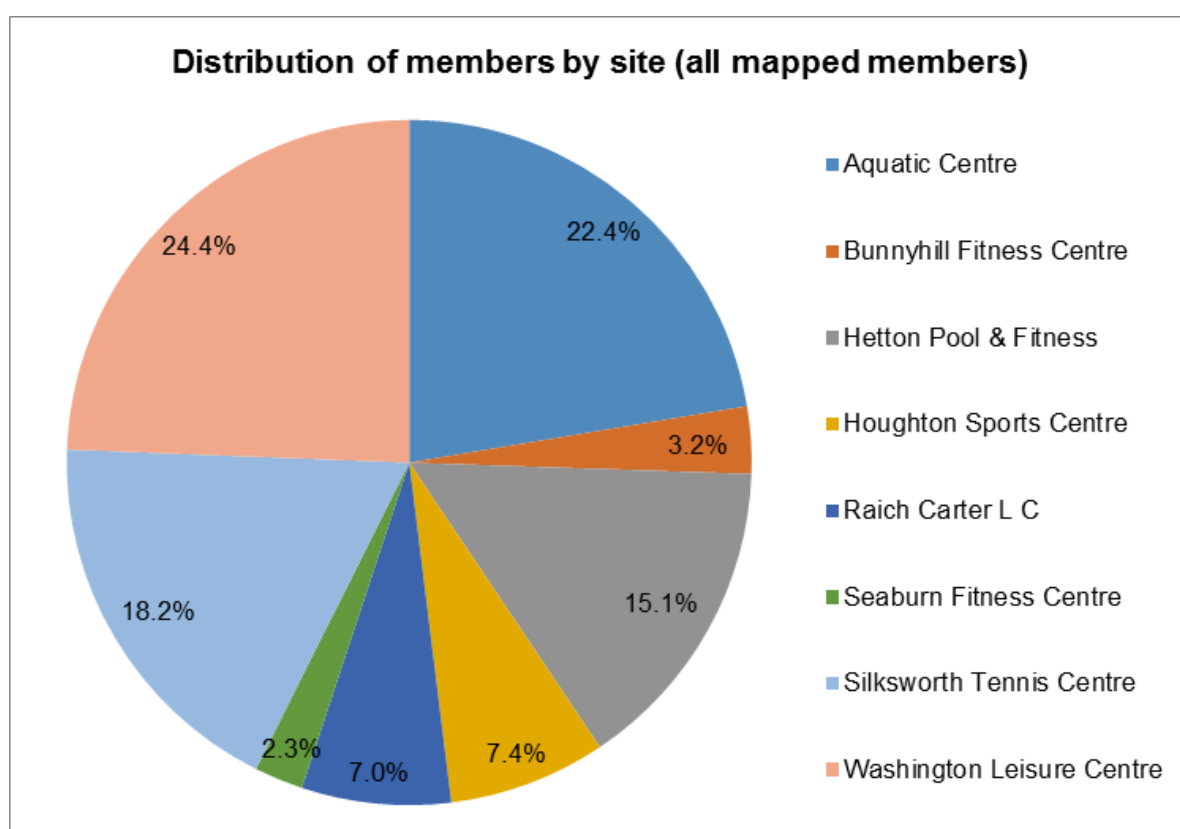 Distribution of members by site (all mapped members)
24.4%
22.4%
3.2%
15.1%
7.4%
7.0%
2.3%
18.2%
Aquatic Centre
Bunnyhill Fitness Centre
Hetton Pool & Fitness
Houghton Sports Centre
Raich Carter L C
Seaburn Fitness Centre
Silksworth Tennis Centre
Washington Leisure Centre